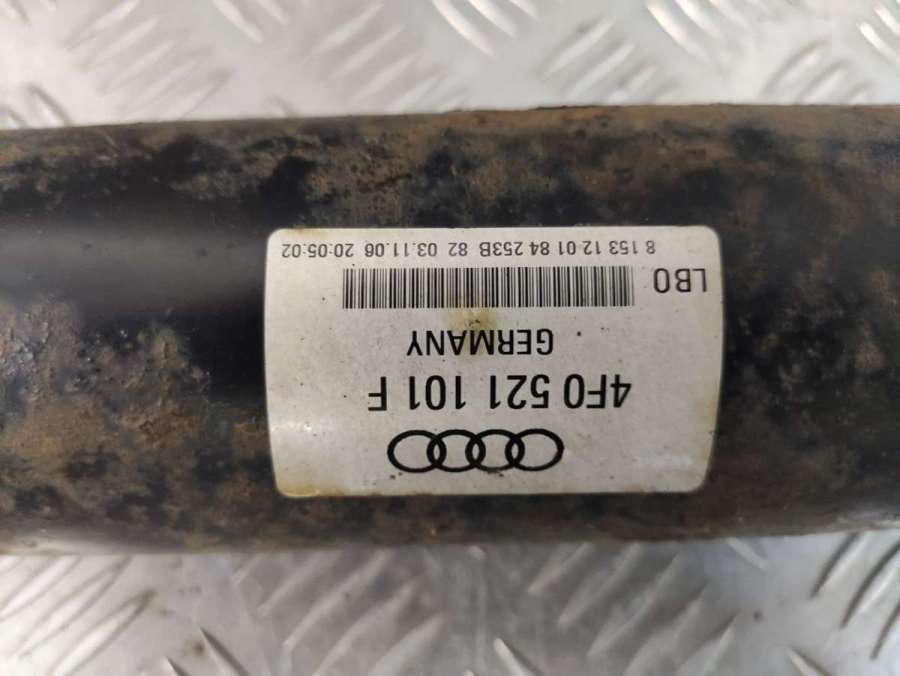 4F0 521 101 F
GERMANY
LB0
8 153 12 01 84 253B 82 03.11.06 20:05:02